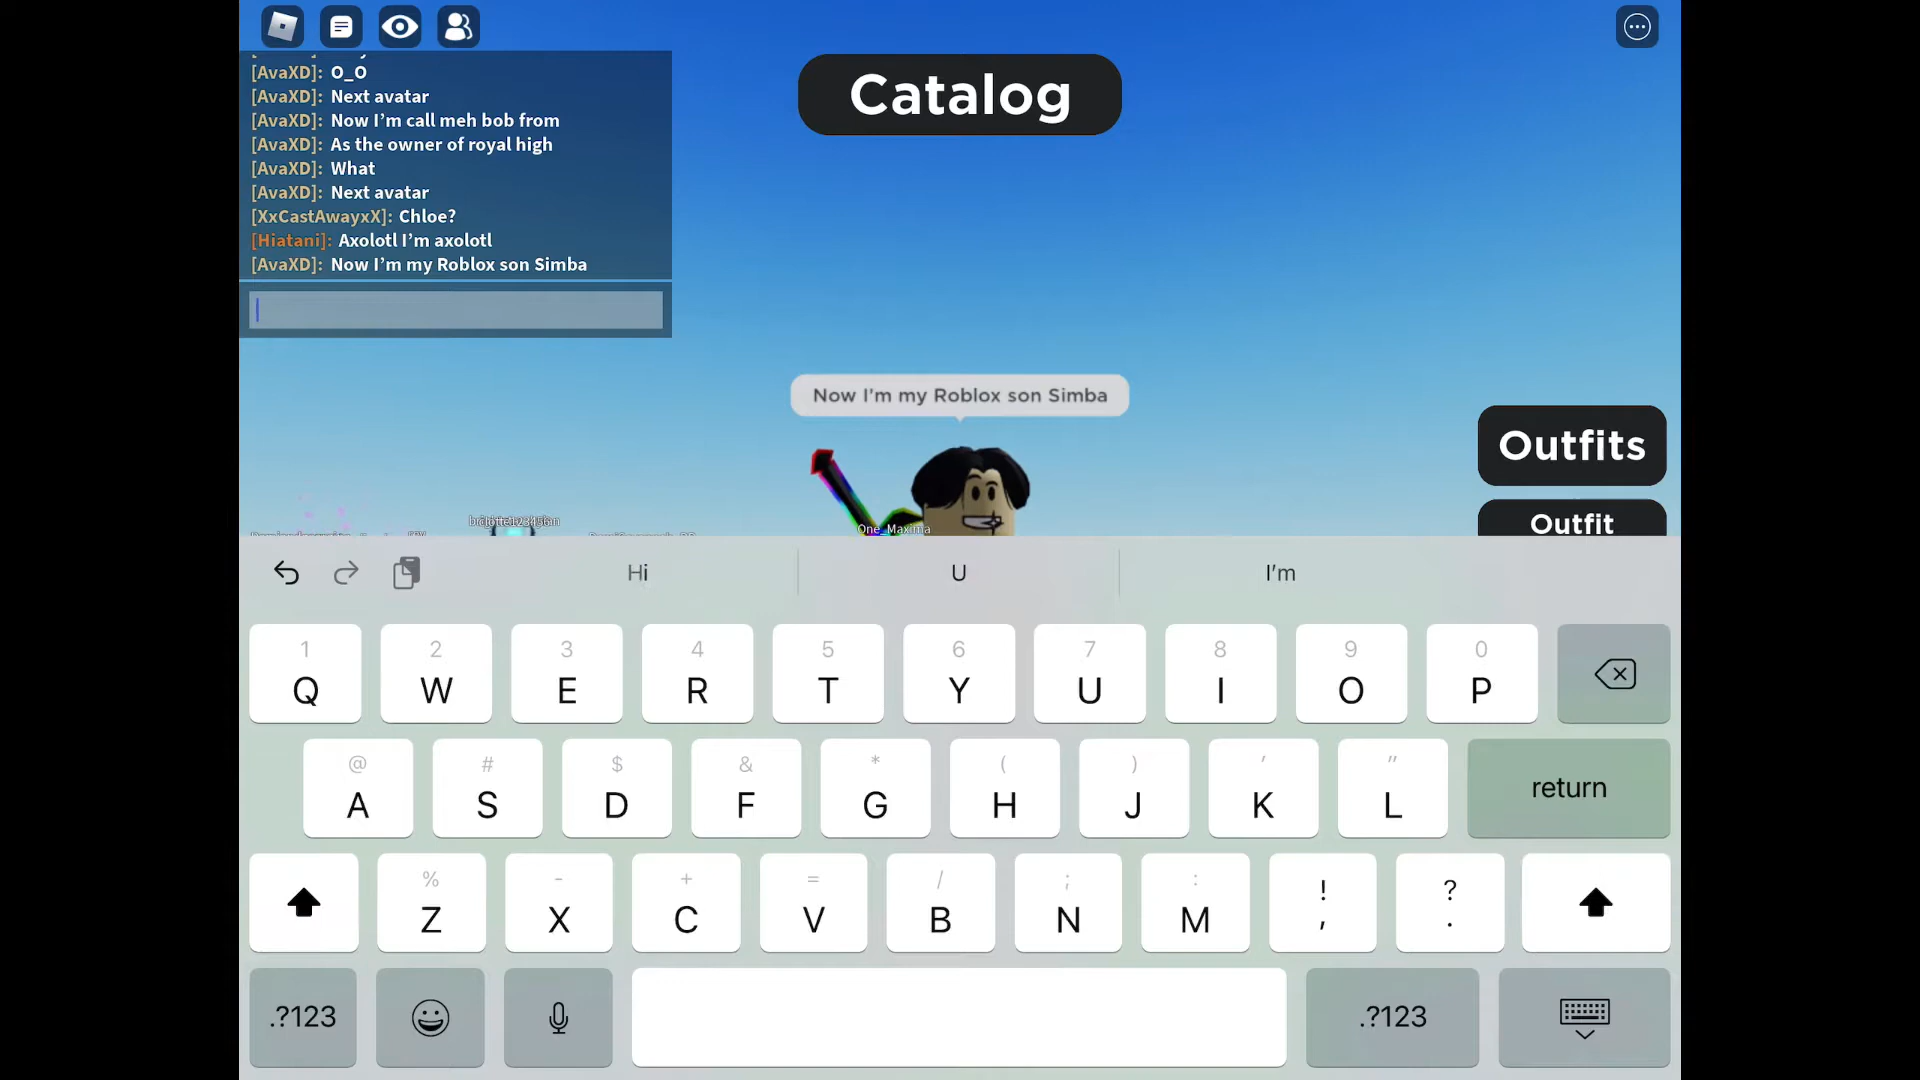 [AvaXD]: O_O
[AvaXD]: Next avatar
[AvaXD]: Now I’m call meh bob from
[AvaXD]: As the owner of royal high
[AvaXD]: What
[AvaXD]: Next avatar
[XxCastAwayxX]: Chloe?
[Hiatani]: Axolotl I’m axolotl
[AvaXD]: Now I’m my Roblox son Simba
Catalog
Now I'm my Roblox son Simba
Outfits
Outfit
One_Maxima
Hi U I'm
1 2 3 4 5 6 7 8 9 0
Q W E R T Y U I O P
@ # $ & * ( ) ' "
A S D F G H J K L return
% - + = / ; : ! ?
Z X C V B N M , .
.?123 .?123